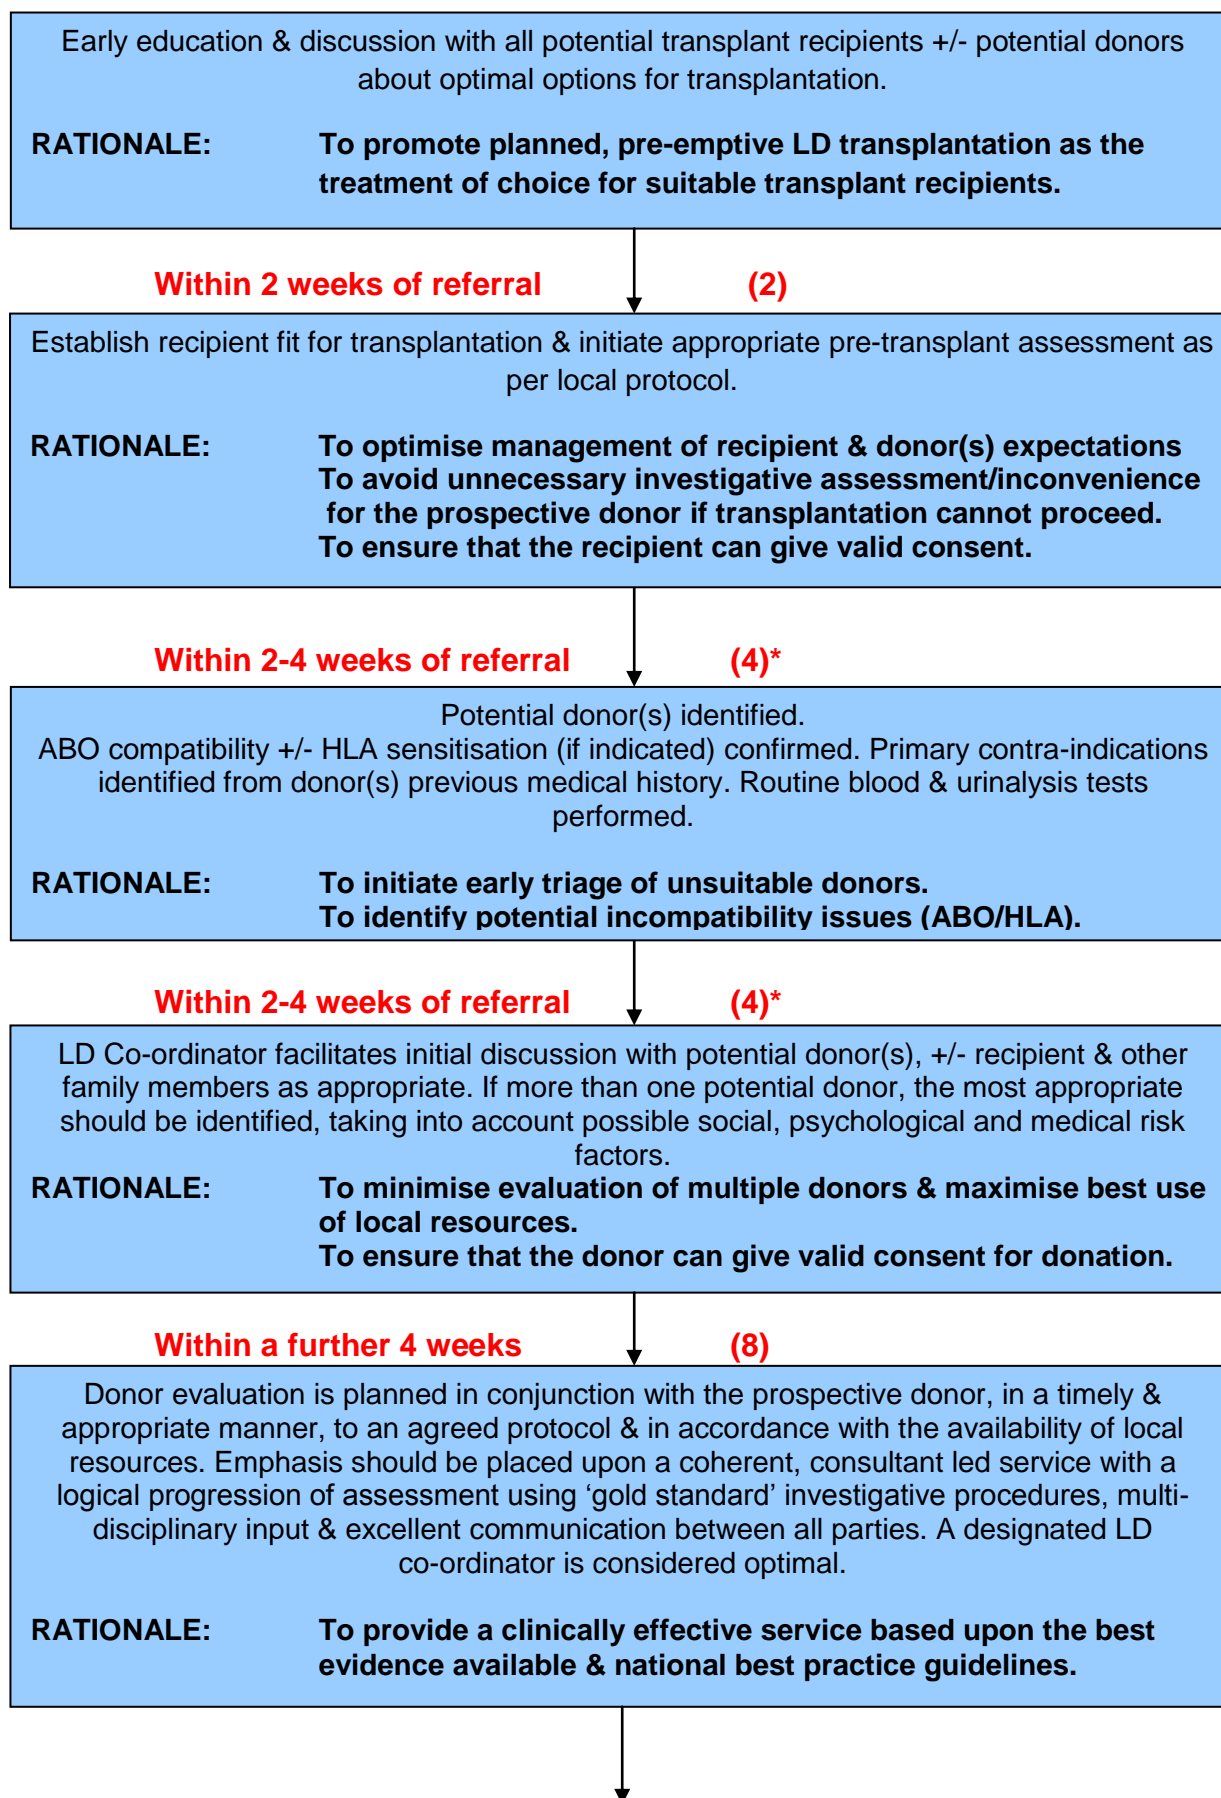 Early education & discussion with all potential transplant recipients +/- potential donors
about optimal options for transplantation.
RATIONALE: To promote planned, pre-emptive LD transplantation as the
treatment of choice for suitable transplant recipients.
Within 2 weeks of referral (2)
Establish recipient fit for transplantation & initiate appropriate pre-transplant assessment as
per local protocol.
RATIONALE: To optimise management of recipient & donor(s) expectations
To avoid unnecessary investigative assessment/inconvenience
for the prospective donor if transplantation cannot proceed.
To ensure that the recipient can give valid consent.
Within 2-4 weeks of referral (4)*
Potential donor(s) identified.
ABO compatibility +/- HLA sensitisation (if indicated) confirmed. Primary contra-indications
identified from donor(s) previous medical history. Routine blood & urinalysis tests
performed.
RATIONALE: To initiate early triage of unsuitable donors.
To identify potential incompatibility issues (ABO/HLA).
Within 2-4 weeks of referral (4)*
LD Co-ordinator facilitates initial discussion with potential donor(s), +/- recipient & other
family members as appropriate. If more than one potential donor, the most appropriate
should be identified, taking into account possible social, psychological and medical risk
factors.
RATIONALE: To minimise evaluation of multiple donors & maximise best use
of local resources.
To ensure that the donor can give valid consent for donation.
Within a further 4 weeks (8)
Donor evaluation is planned in conjunction with the prospective donor, in a timely &
appropriate manner, to an agreed protocol & in accordance with the availability of local
resources. Emphasis should be placed upon a coherent, consultant led service with a
logical progression of assessment using ‘gold standard’ investigative procedures, multi-
disciplinary input & excellent communication between all parties. A designated LD
co-ordinator is considered optimal.
RATIONALE: To provide a clinically effective service based upon the best
evidence available & national best practice guidelines.